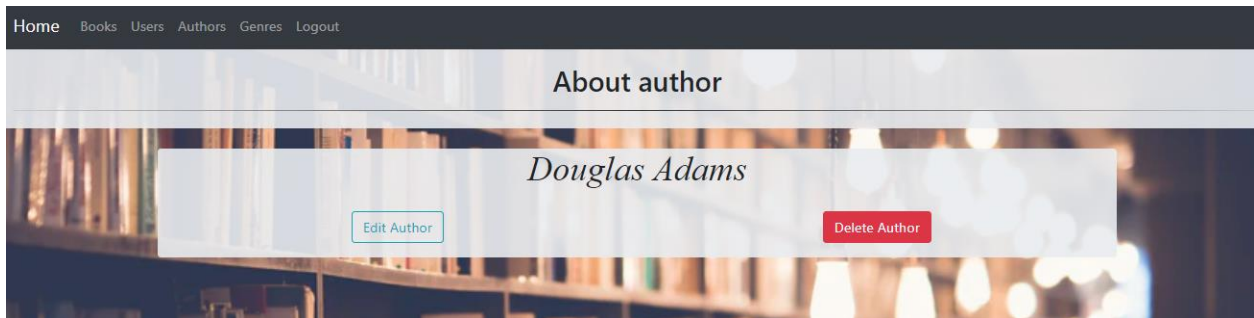 Home Books Users Authors Genres Logout
About author
Douglas Adams
Edit Author Delete Author